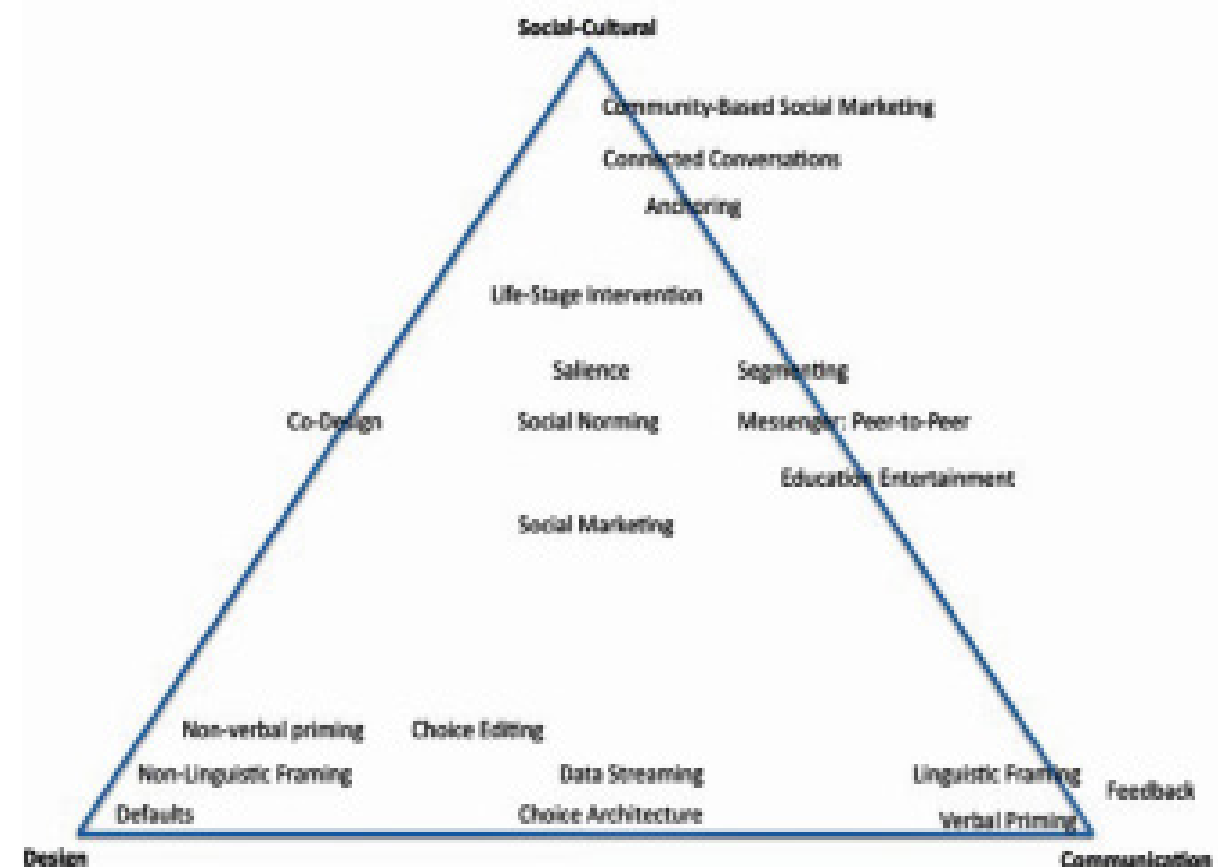 Social-Cultural
Community-Based Social Marketing
Connected Conversations
Anchoring
Life-Stage Intervention
Salience
Segmenting
Co-Design
Social Norming
Messenger: Peer-to-Peer
Education Entertainment
Social Marketing
Non-verbal priming
Choice Editing
Non-Linguistic Framing
Data Streaming
Linguistic Framing
Feedback
Defaults
Choice Architecture
Verbal Priming
Design
Communication